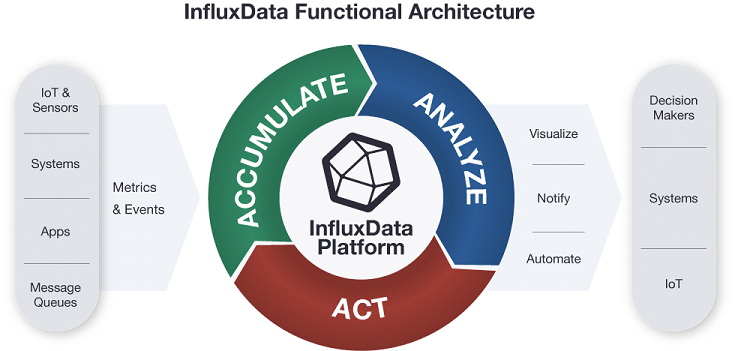 InfluxData Functional Architecture
IoT &
Sensors
Systems
Apps
Message
Queues
Metrics
& Events
ACCUMULATE
ANALYZE
ACT
InfluxData
Platform
Visualize
Notify
Automate
Decision
Makers
Systems
IoT